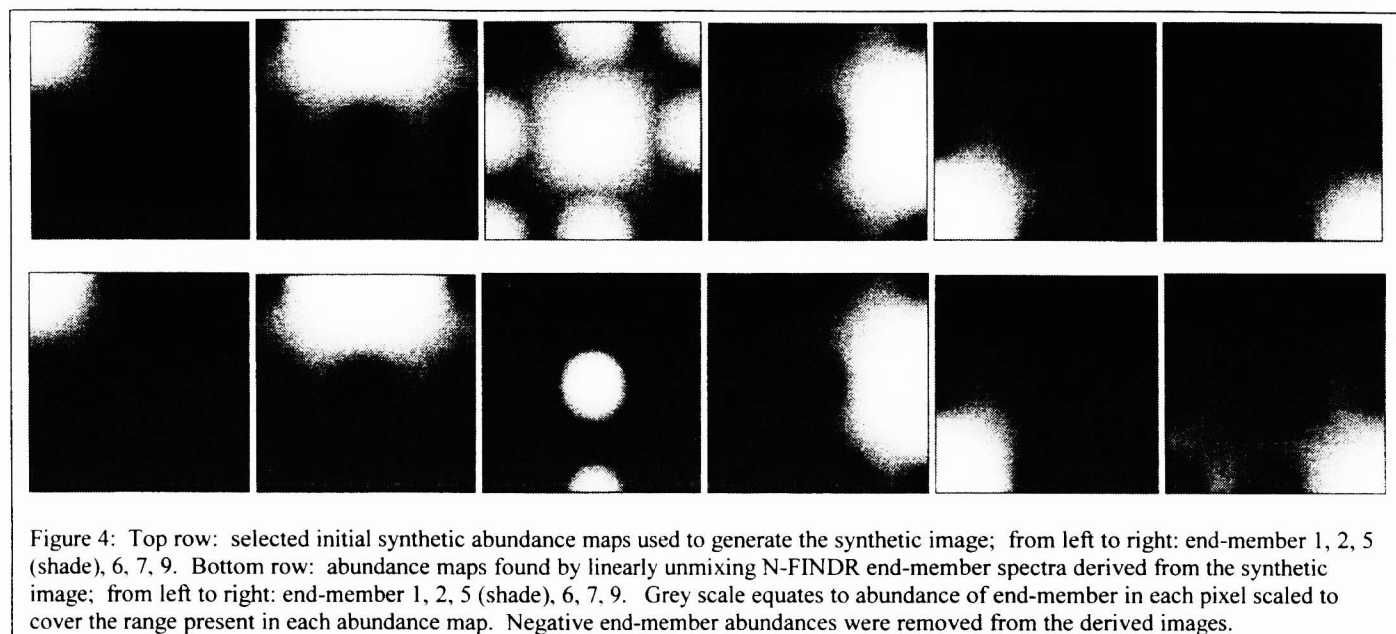 Figure 4: Top row: selected initial synthetic abundance maps used to generate the synthetic image; from left to right: end-member 1, 2, 5
(shade), 6, 7, 9. Bottom row: abundance maps found by linearly unmixing N-FINDR end-member spectra derived from the synthetic
image; from left to right: end-member 1, 2, 5 (shade), 6, 7, 9. Grey scale equates to abundance of end-member in each pixel scaled to
cover the range present in each abundance map. Negative end-member abundances were removed from the derived images.